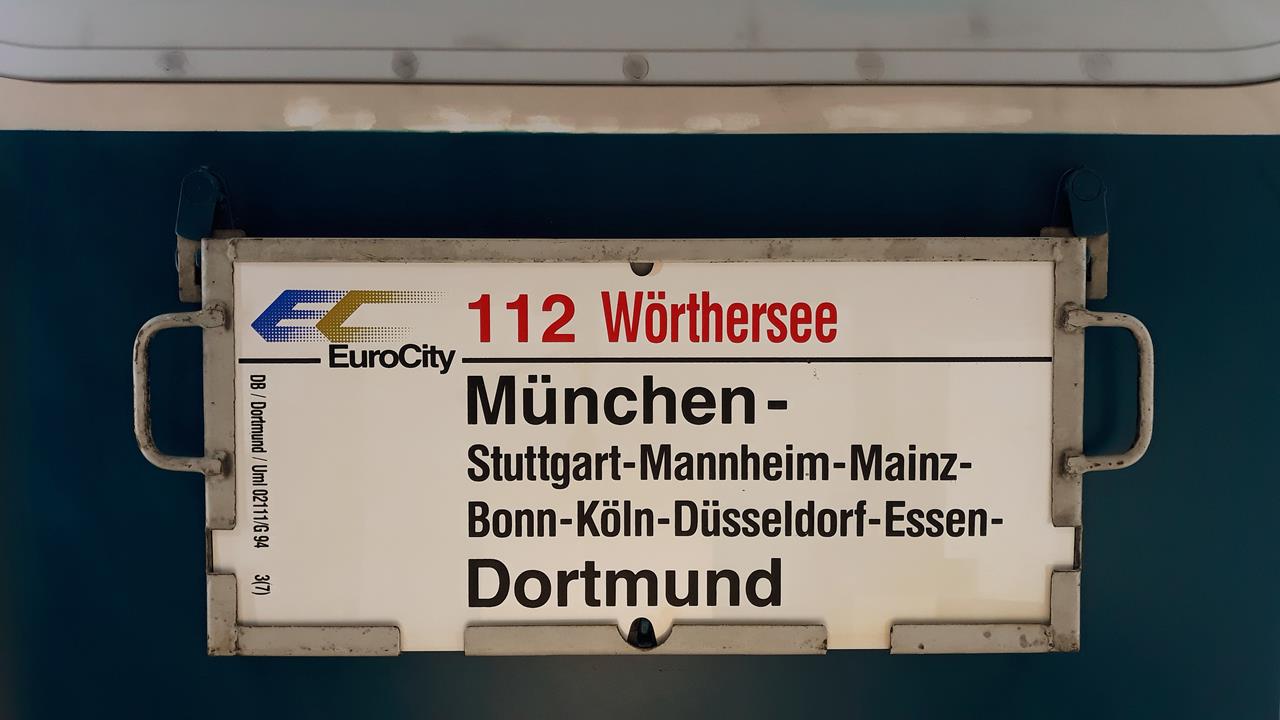 EC
112 Wörthersee
EuroCity
München-
Stuttgart-Mannheim-Mainz-
Bonn-Köln-Düsseldorf-Essen-
Dortmund
DB / Dortmund / Uml 02111/G 94 3(7)